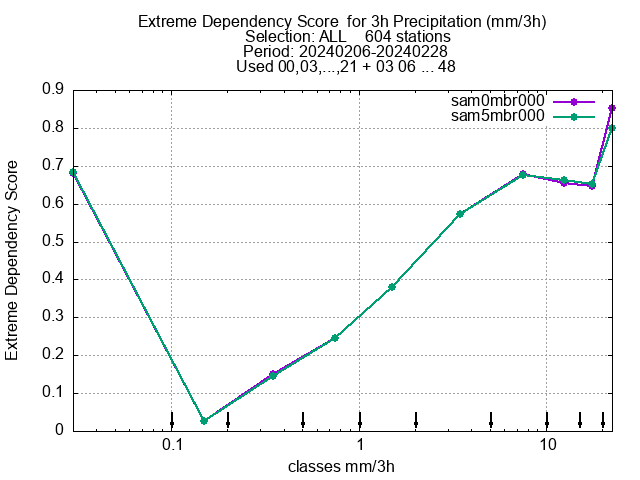 Extreme Dependency Score  for 3h Precipitation (mm/3h)
Selection: ALL    604 stations
Period: 20240206-20240228
Used 00,03,...,21 + 03 06 ... 48
sam0mbr000
sam5mbr000
0.9
0.8
0.7
0.6
0.5
0.4
0.3
0.2
0.1
0
Extreme Dependency Score
0.1 1 10
classes mm/3h